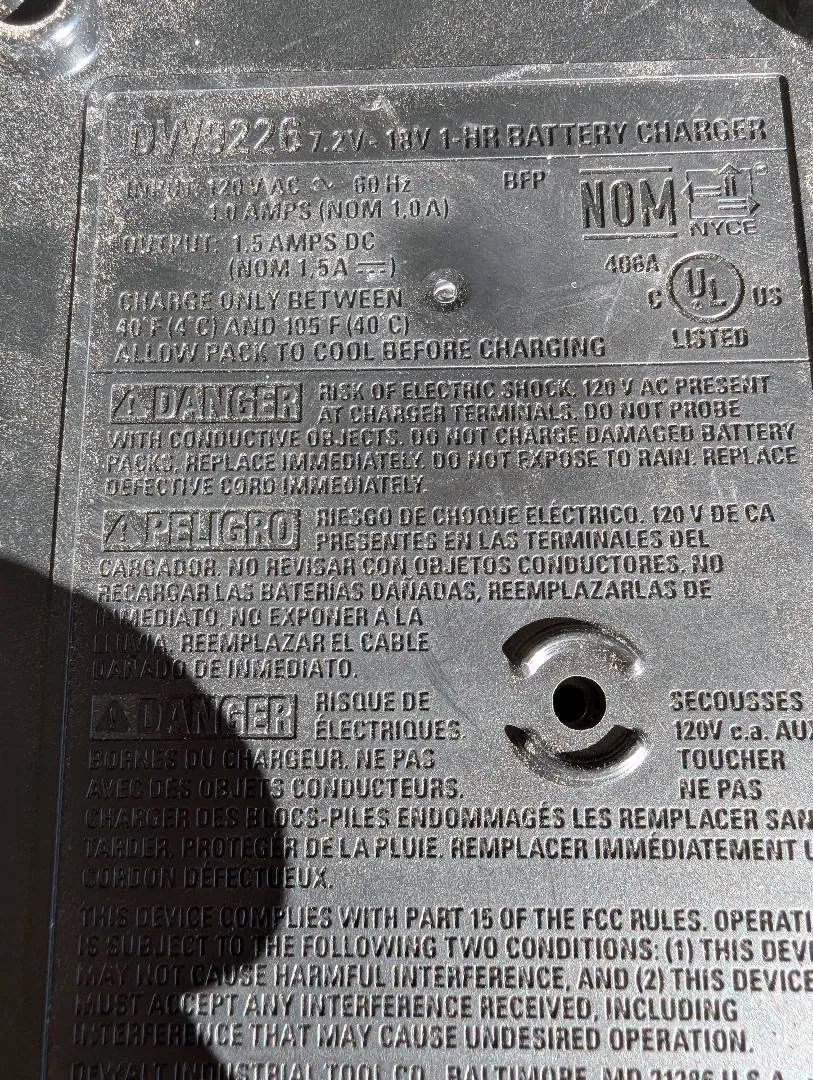 DW9226 7.2V - 18V 1-HR BATTERY CHARGER
INPUT: 120 V AC ~ 60 Hz BFP
1.0 AMPS (NOM 1,0 A)
NOM
NYCE
OUTPUT: 1.5 AMPS DC
(NOM 1,5 A ⎓)
406A
C UL US
LISTED
CHARGE ONLY BETWEEN
40°F (4°C) AND 105°F (40°C)
ALLOW PACK TO COOL BEFORE CHARGING
⚠ DANGER RISK OF ELECTRIC SHOCK, 120 V AC PRESENT
AT CHARGER TERMINALS. DO NOT PROBE
WITH CONDUCTIVE OBJECTS. DO NOT CHARGE DAMAGED BATTERY
PACKS, REPLACE IMMEDIATELY. DO NOT EXPOSE TO RAIN. REPLACE
DEFECTIVE CORD IMMEDIATELY.
⚠ PELIGRO RIESGO DE CHOQUE ELÉCTRICO. 120 V DE CA
PRESENTES EN LAS TERMINALES DEL
CARGADOR. NO REVISAR CON OBJETOS CONDUCTORES. NO
RECARGAR LAS BATERIAS DAÑADAS, REEMPLAZARLAS DE
INMEDIATO. NO EXPONER A LA
LLUVIA. REEMPLAZAR EL CABLE
DAÑADO DE INMEDIATO.
⚠ DANGER RISQUE DE SECOUSSES
ÉLECTRIQUES. 120V c.a. AUX
BORNES DU CHARGEUR. NE PAS TOUCHER
AVEC DES OBJETS CONDUCTEURS. NE PAS
CHARGER DES BLOCS-PILES ENDOMMAGÉS LES REMPLACER SAN
TARDER. PROTÉGER DE LA PLUIE. REMPLACER IMMÉDIATEMENT U
CORDON DÉFECTUEUX.
THIS DEVICE COMPLIES WITH PART 15 OF THE FCC RULES. OPERATI
IS SUBJECT TO THE FOLLOWING TWO CONDITIONS: (1) THIS DEVI
MAY NOT CAUSE HARMFUL INTERFERENCE, AND (2) THIS DEVICE
MUST ACCEPT ANY INTERFERENCE RECEIVED, INCLUDING
INTERFERENCE THAT MAY CAUSE UNDESIRED OPERATION.
DEWALT INDUSTRIAL TOOL CO., BALTIMORE, MD 21286 U.S.A.